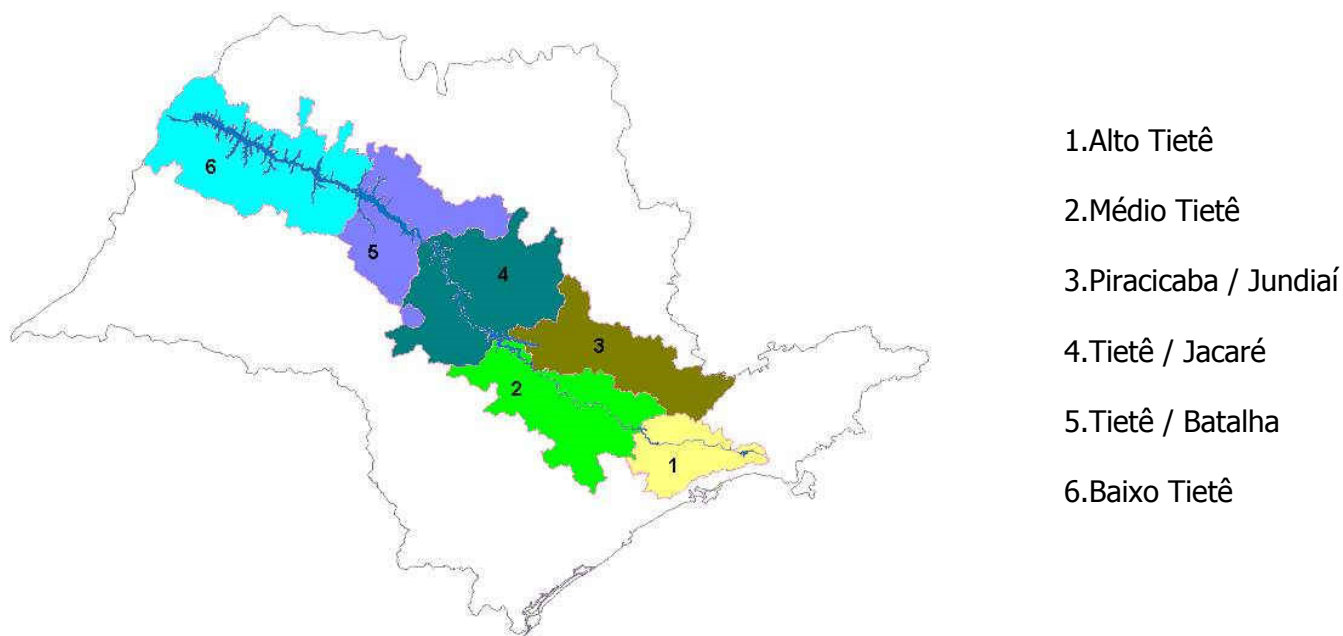 6
5
4
3
2
1
1.Alto Tietê
2.Médio Tietê
3.Piracicaba / Jundiaí
4.Tietê / Jacaré
5.Tietê / Batalha
6.Baixo Tietê